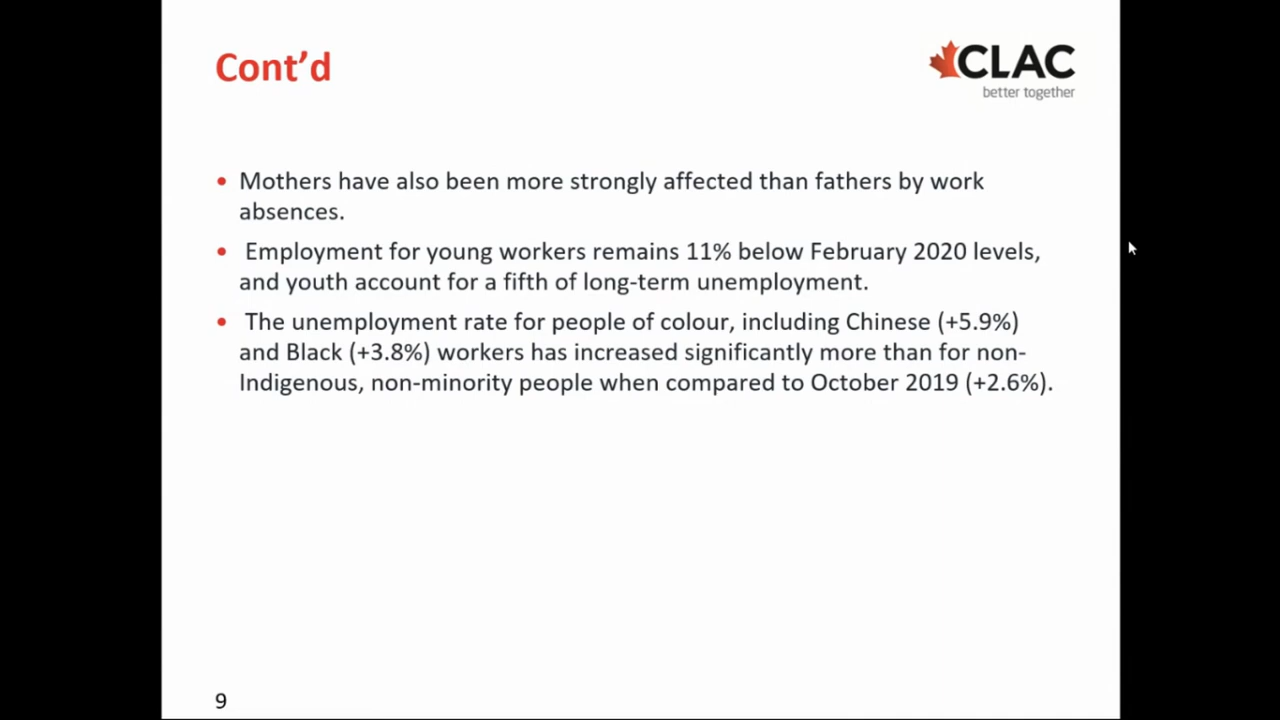 Cont’d
CLAC
better together
• Mothers have also been more strongly affected than fathers by work
absences.
• Employment for young workers remains 11% below February 2020 levels,
and youth account for a fifth of long-term unemployment.
• The unemployment rate for people of colour, including Chinese (+5.9%)
and Black (+3.8%) workers has increased significantly more than for non-
Indigenous, non-minority people when compared to October 2019 (+2.6%).
9